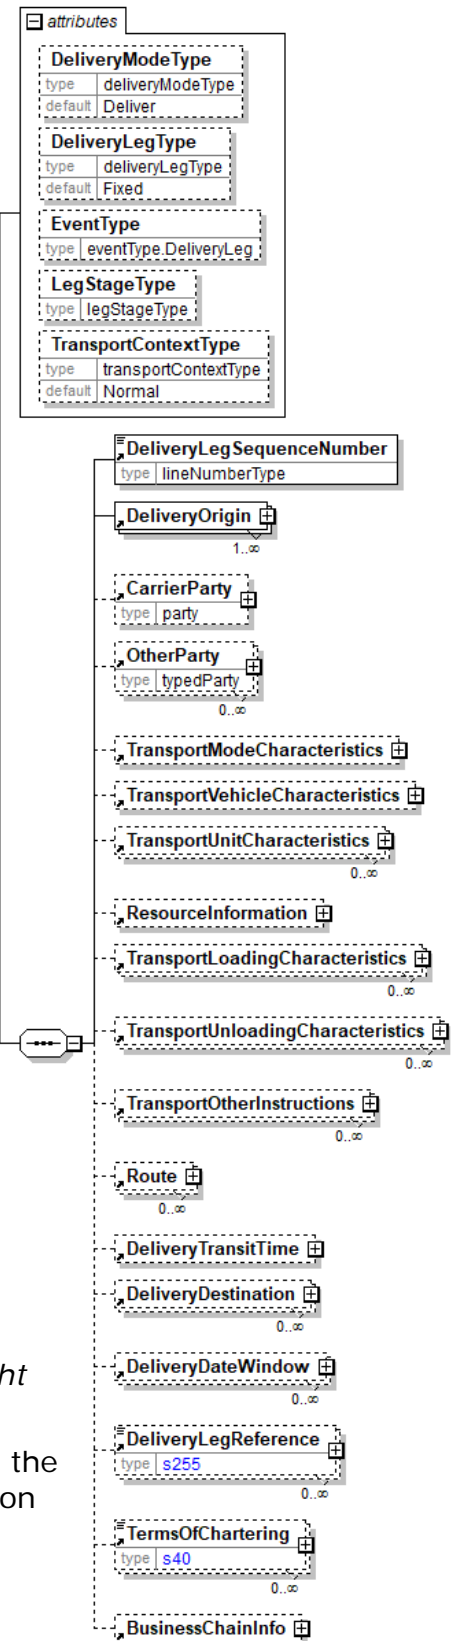 attributes
DeliveryModeType
type deliveryModeType
default Deliver
DeliveryLegType
type deliveryLegType
default Fixed
EventType
type eventType.DeliveryLeg
LegStageType
type legStageType
TransportContextType
type transportContextType
default Normal
DeliveryLegSequenceNumber
type lineNumberType
DeliveryOrigin
1..∞
CarrierParty
type party
OtherParty
type typedParty
0..∞
TransportModeCharacteristics
TransportVehicleCharacteristics
TransportUnitCharacteristics
0..∞
ResourceInformation
TransportLoadingCharacteristics
0..∞
TransportUnloadingCharacteristics
0..∞
TransportOtherInstructions
0..∞
Route
0..∞
DeliveryTransitTime
DeliveryDestination
0..∞
DeliveryDateWindow
0..∞
ht
DeliveryLegReference
the
type s255
on
0..∞
TermsOfChartering
type s40
0..∞
BusinessChainInfo